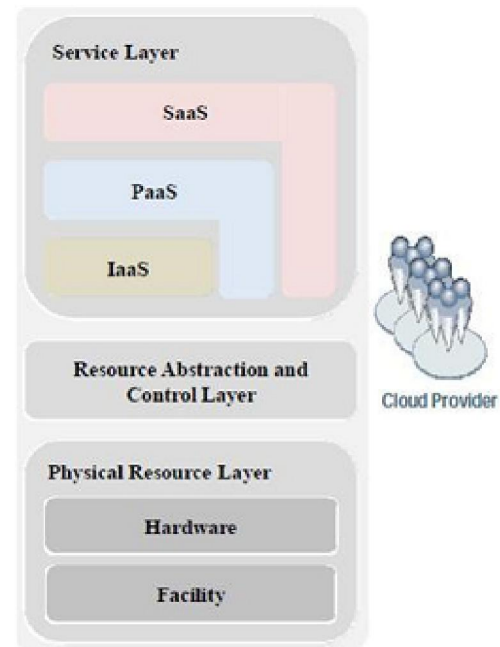 Service Layer
SaaS
PaaS
IaaS
Resource Abstraction and
Control Layer
Cloud Provider
Physical Resource Layer
Hardware
Facility